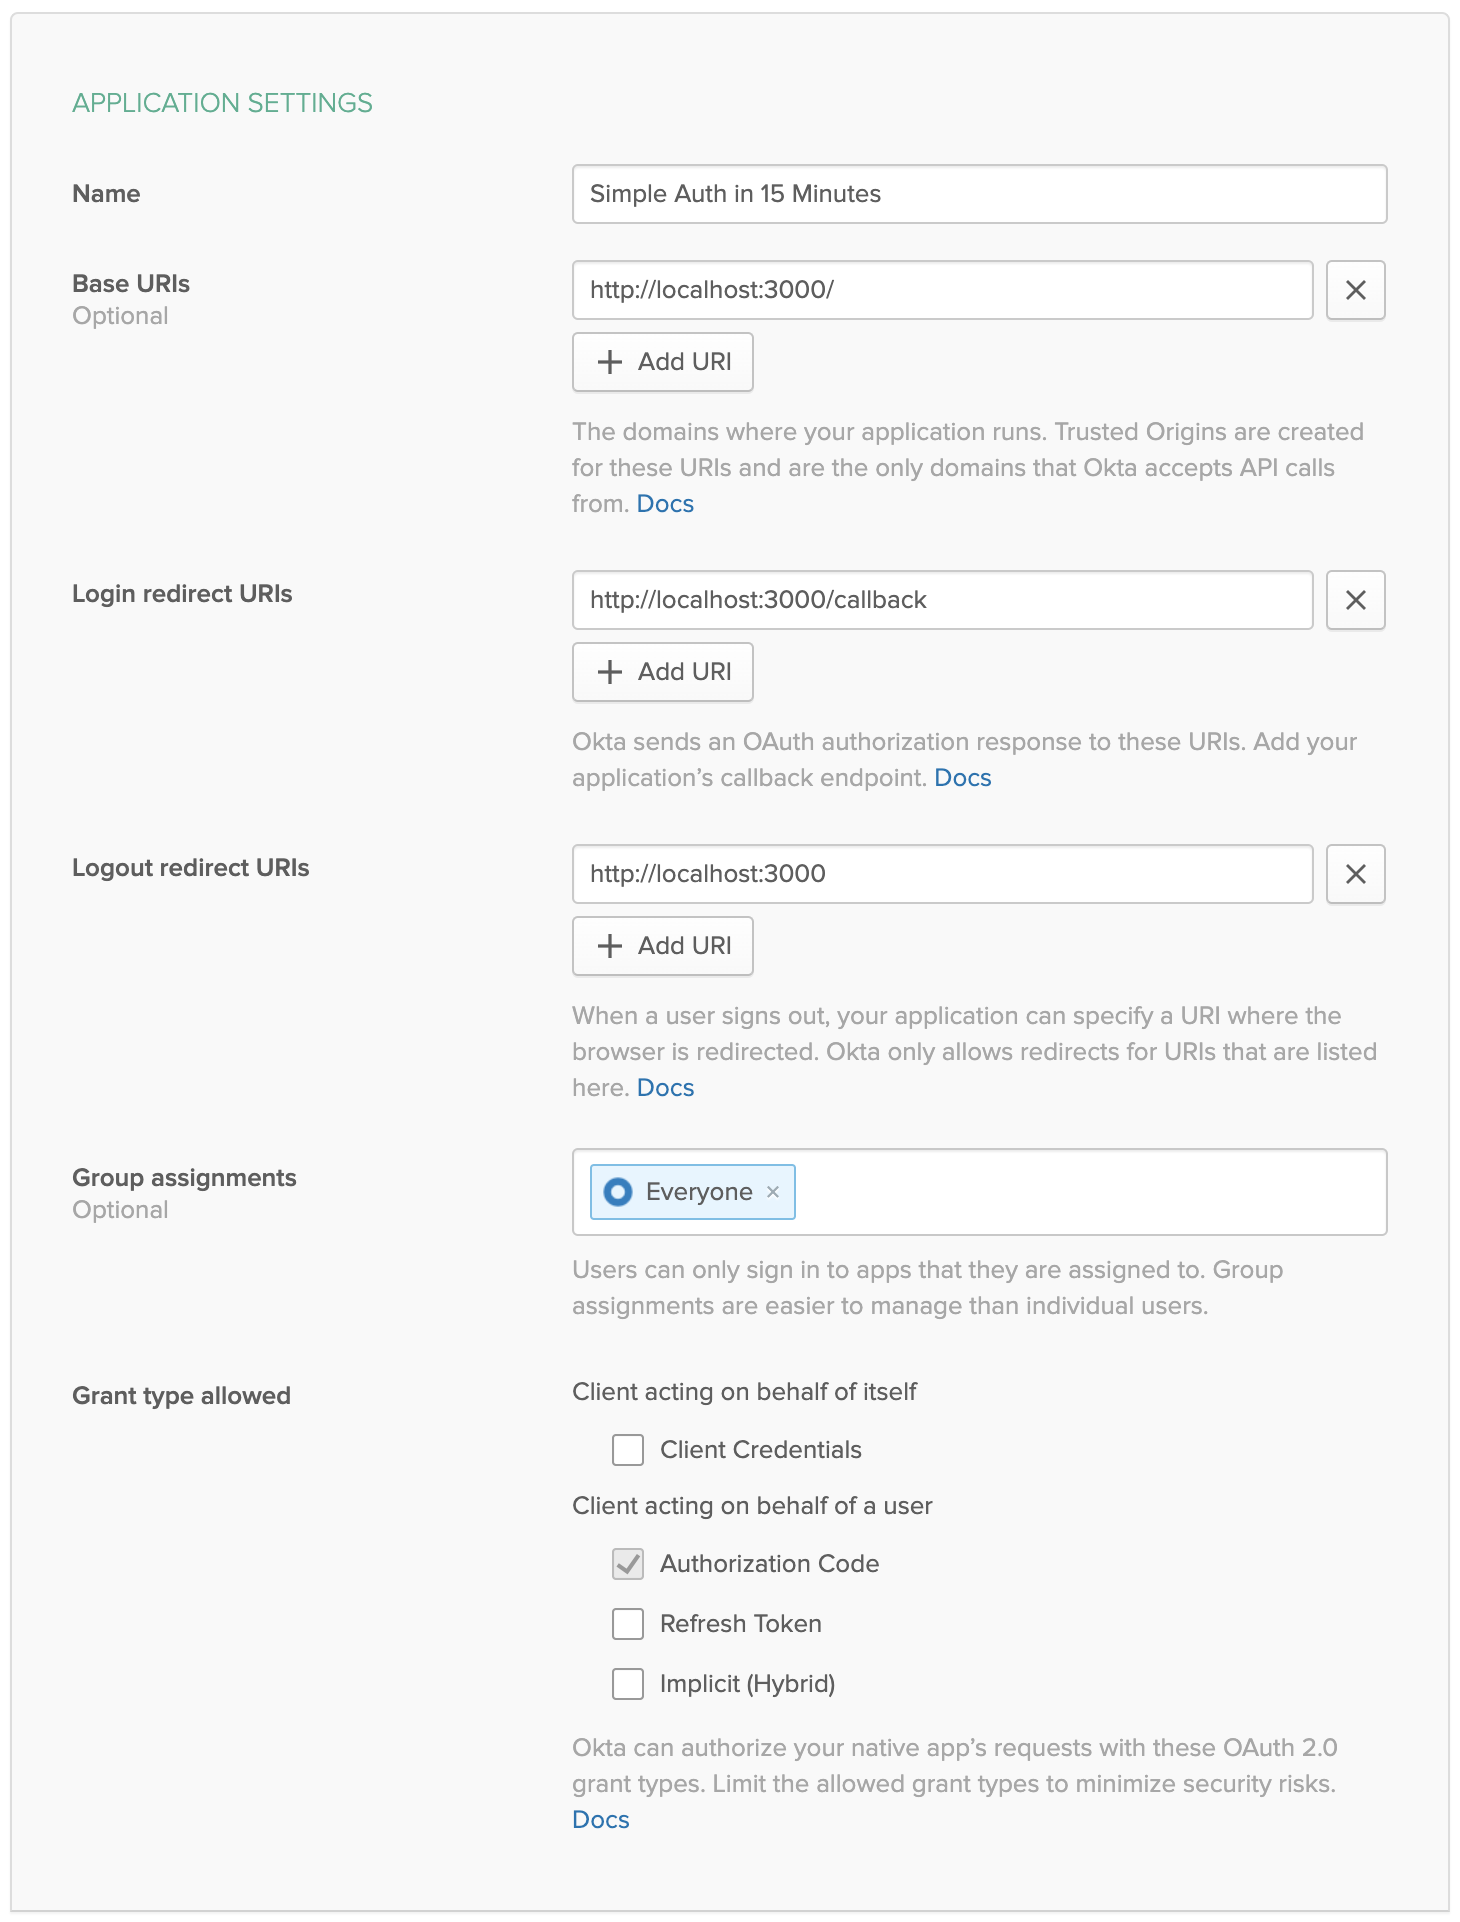 APPLICATION SETTINGS
Name
Simple Auth in 15 Minutes
Base URIs
Optional
http://localhost:3000/
Add URI
The domains where your application runs. Trusted Origins are created
for these URIs and are the only domains that Okta accepts API calls
from. Docs
Login redirect URIs
http://localhost:3000/callback
Add URI
Okta sends an OAuth authorization response to these URIs. Add your
application’s callback endpoint. Docs
Logout redirect URIs
http://localhost:3000
Add URI
When a user signs out, your application can specify a URI where the
browser is redirected. Okta only allows redirects for URIs that are listed
here. Docs
Group assignments
Optional
Everyone
Users can only sign in to apps that they are assigned to. Group
assignments are easier to manage than individual users.
Grant type allowed
Client acting on behalf of itself
Client Credentials
Client acting on behalf of a user
Authorization Code
Refresh Token
Implicit (Hybrid)
Okta can authorize your native app’s requests with these OAuth 2.0
grant types. Limit the allowed grant types to minimize security risks.
Docs